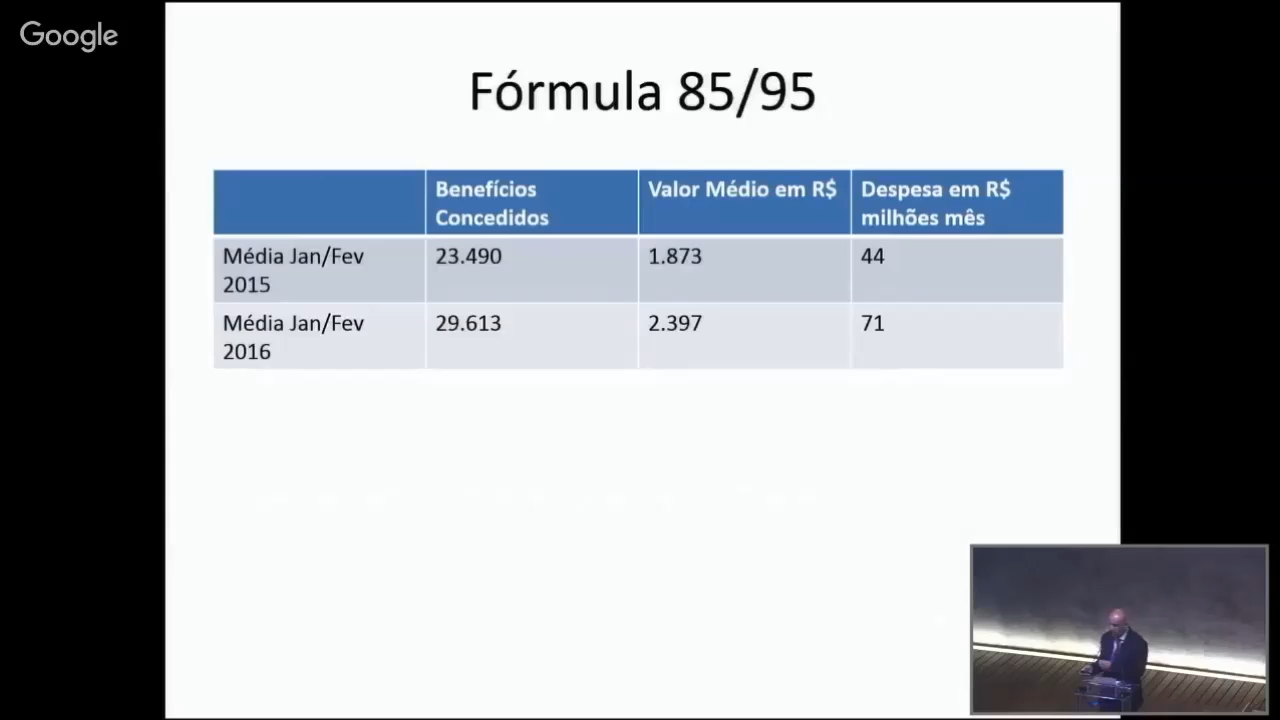 Google
Fórmula 85/95
Benefícios Concedidos
Valor Médio em R$
Despesa em R$ milhões mês
Média Jan/Fev 2015
23.490
1.873
44
Média Jan/Fev 2016
29.613
2.397
71